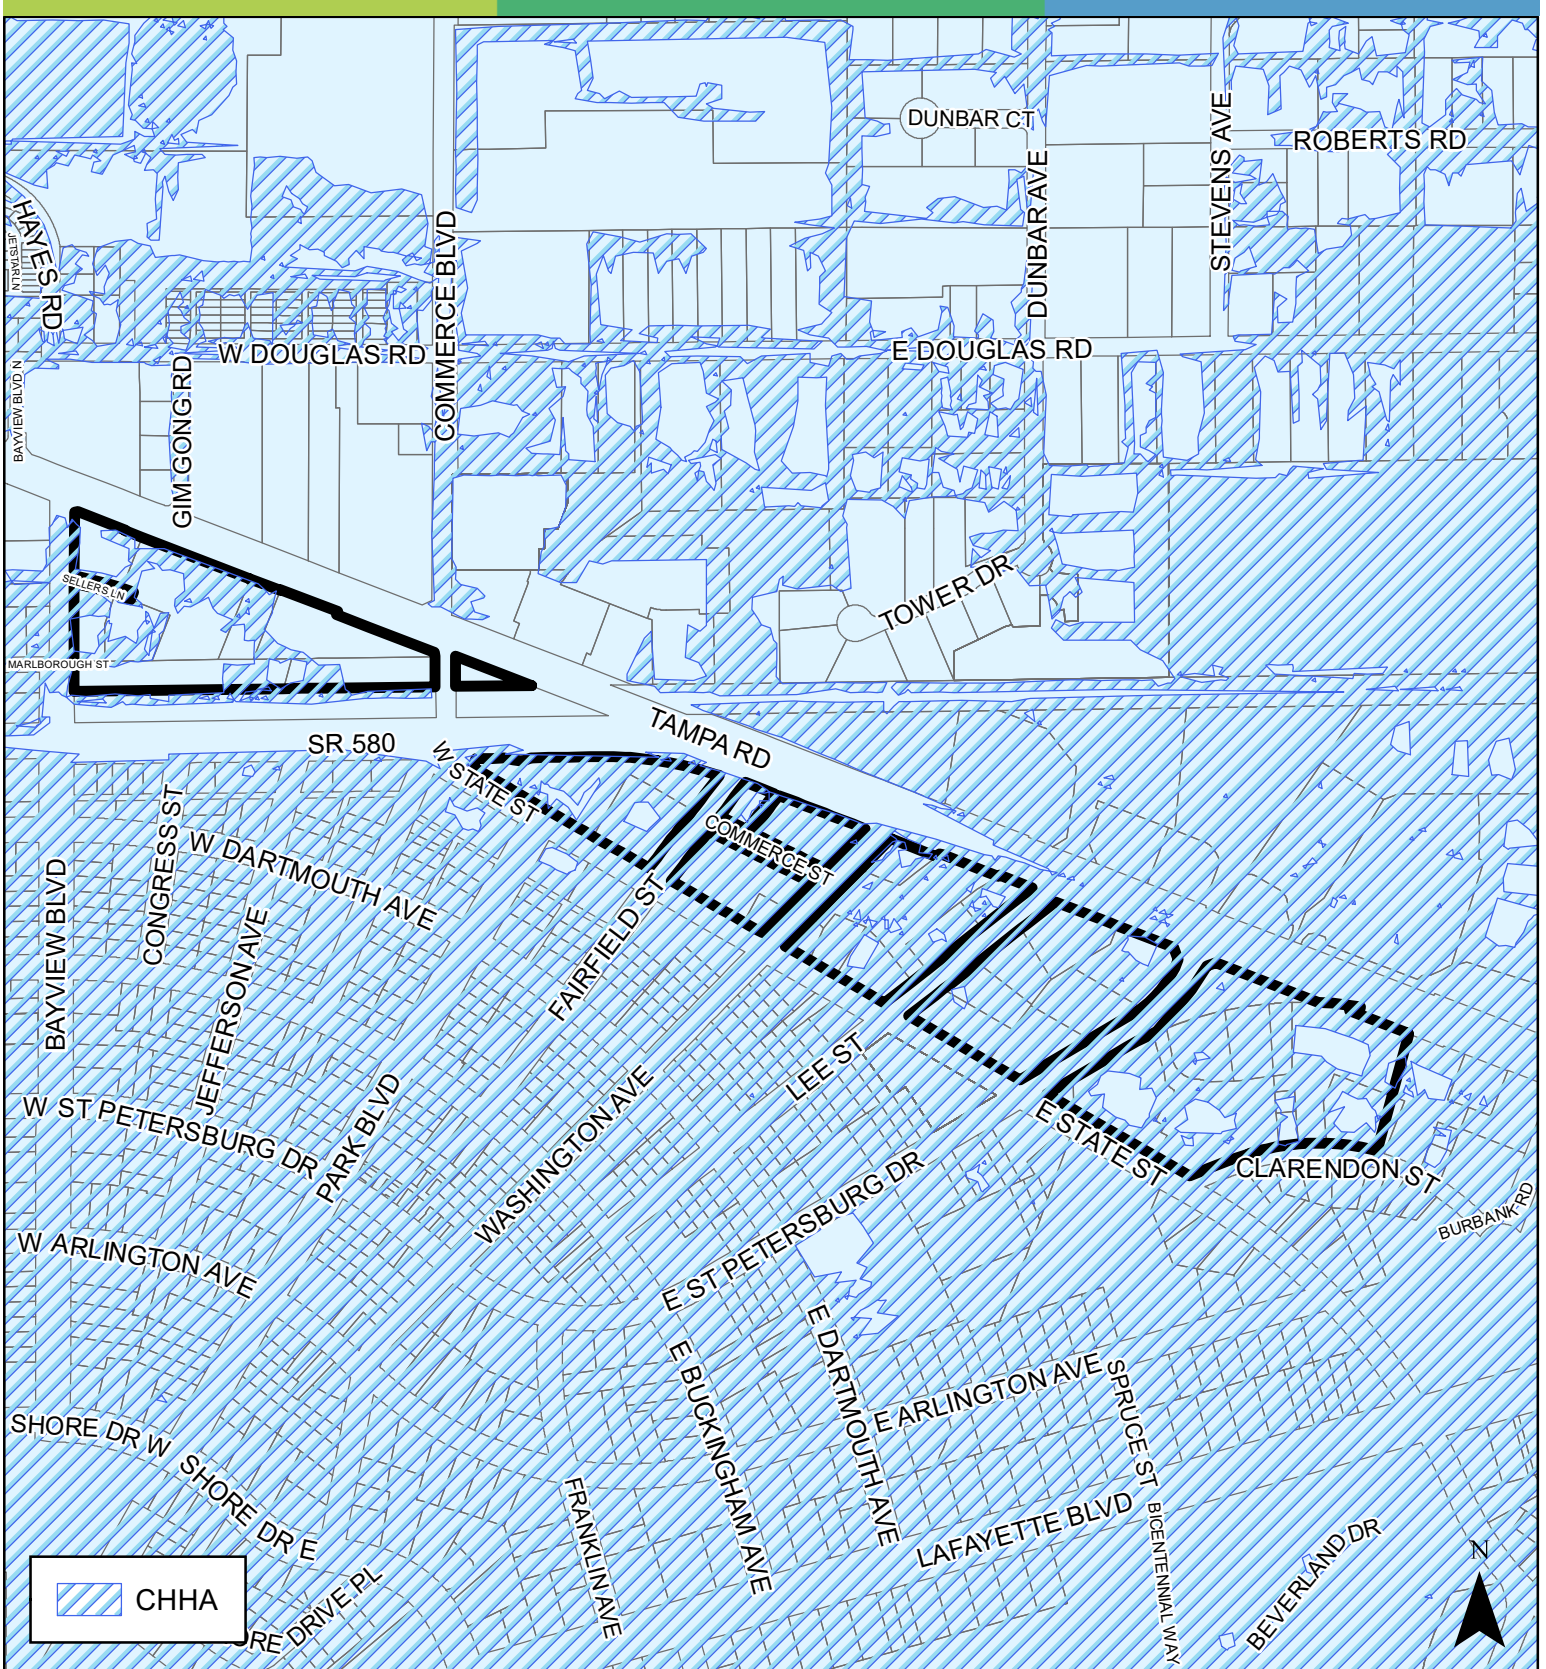 DUNBAR CT
ROBERTS RD
STEVENS AVE
DUNBAR AVE
HAYES RD
JETSTAR LN
COMMERCE BLVD
W DOUGLAS RD
E DOUGLAS RD
GIM GONG RD
BAYVIEW BLVD N
SELLERS LN
TOWER DR
MARLBOROUGH ST
SR 580
TAMPA RD
W STATE ST
COMMERCE ST
CONGRESS ST
W DARTMOUTH AVE
BAYVIEW BLVD
JEFFERSON AVE
FAIRFIELD ST
LEE ST
W ST PETERSBURG DR
PARK BLVD
WASHINGTON AVE
E STATE ST
CLARENDON ST
BURBANK RD
E ST PETERSBURG DR
W ARLINGTON AVE
E BUCKINGHAM AVE
E DARTMOUTH AVE
E ARLINGTON AVE
SPRUCE ST
SHORE DR W
SHORE DR E
FRANKLIN AVE
LAFAYETTE BLVD
BICENTENNIAL WAY
BEVERLAND DR
N
CHHA
ORE DRIVE PL